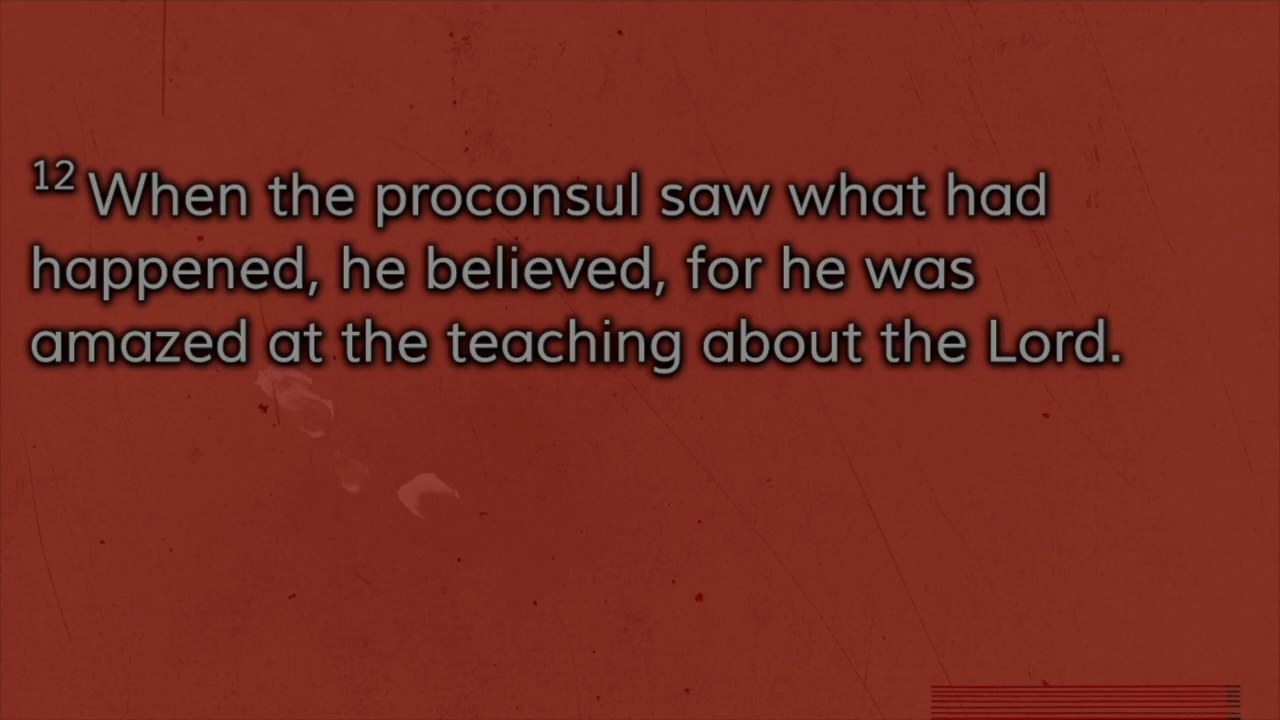 12 When the proconsul saw what had
happened, he believed, for he was
amazed at the teaching about the Lord.